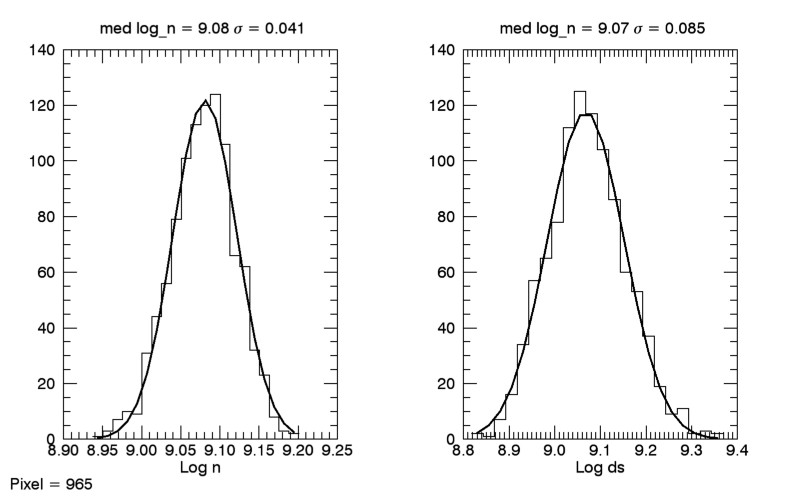 med log_n = 9.08 σ = 0.041
med log_n = 9.07 σ = 0.085
140
120
100
80
60
40
20
0
8.90 8.95 9.00 9.05 9.10 9.15 9.20 9.25
Log n
140
120
100
80
60
40
20
0
8.8 8.9 9.0 9.1 9.2 9.3 9.4
Log ds
Pixel = 965